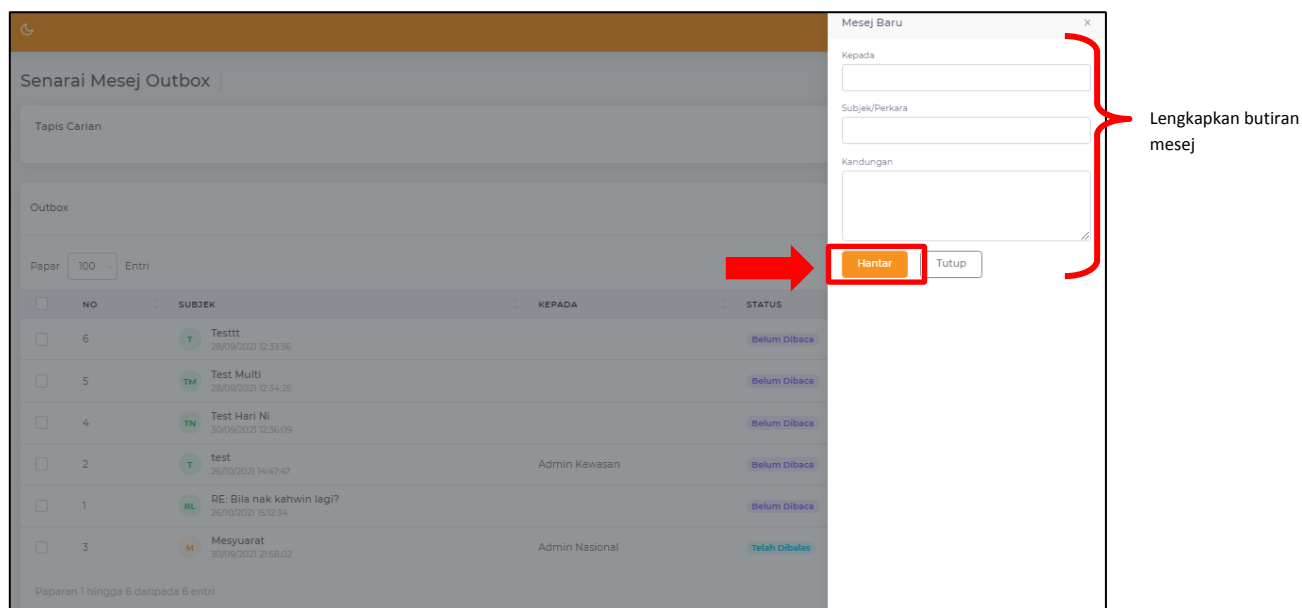 Senarai Mesej Outbox
Tapis Carian
Outbox
Papar 100 Entri
NO SUBJEK KEPADA STATUS
6 T Testtt Belum Dibaca
28/09/2021 12:33:36
5 TM Test Multi Belum Dibaca
28/09/2021 12:34:25
4 TN Test Hari Ni Belum Dibaca
30/09/2021 12:36:09
2 T test Admin Kawasan Belum Dibaca
26/10/2021 14:47:47
1 RL RE: Bila nak kahwin lagi? Belum Dibaca
26/10/2021 15:12:34
3 M Mesyuarat Admin Nasional Telah Dibalas
30/09/2021 21:58:02
Paparan 1 hingga 6 daripada 6 entri
Mesej Baru ×
Kepada
Subjek/Perkara
Kandungan
Hantar Tutup
Lengkapkan butiran
mesej